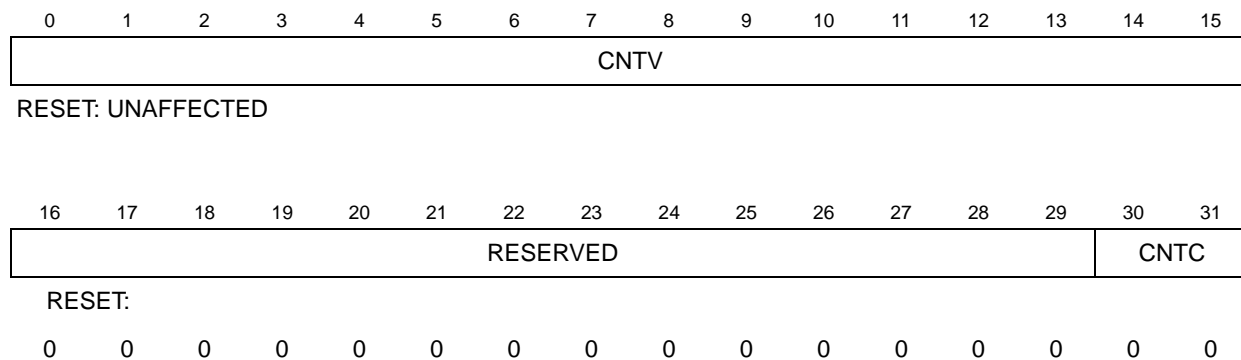 0 1 2 3 4 5 6 7 8 9 10 11 12 13 14 15
CNTV
RESET: UNAFFECTED
16 17 18 19 20 21 22 23 24 25 26 27 28 29 30 31
RESERVED CNTC
RESET:
0 0 0 0 0 0 0 0 0 0 0 0 0 0 0 0